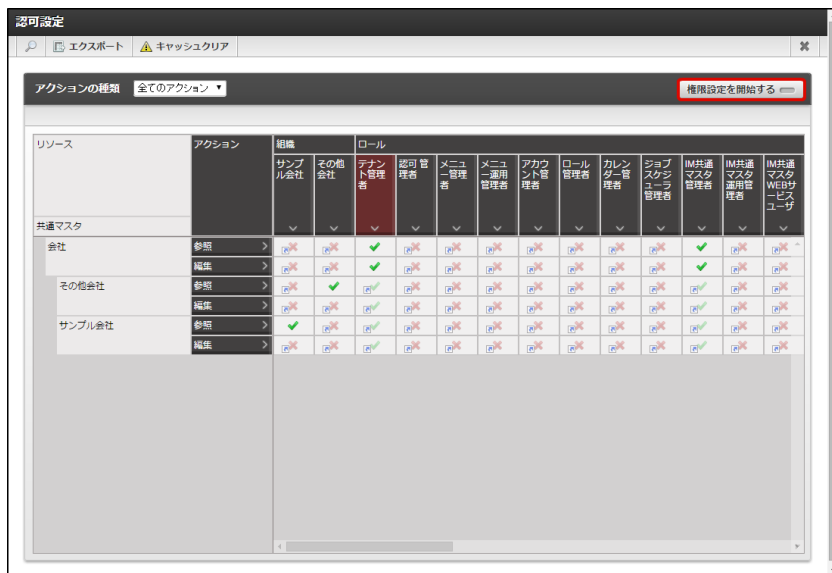 認可設定
エクスポート キャッシュクリア
アクションの種類 全てのアクション 権限設定を開始する
リソース アクション 組織 ロール
サンプル会社 その他会社 テナント管理者 認可管理者 メニュー管理者 メニュー運用管理者 アカウント管理者 ロール管理者 カレンダー管理者 ジョブスケジューラ管理者 IM共通マスタ管理者 IM共通マスタ運用管理者 IM共通マスタWEBサービスユーザ
共通マスタ
会社 参照
編集
その他会社 参照
編集
サンプル会社 参照
編集